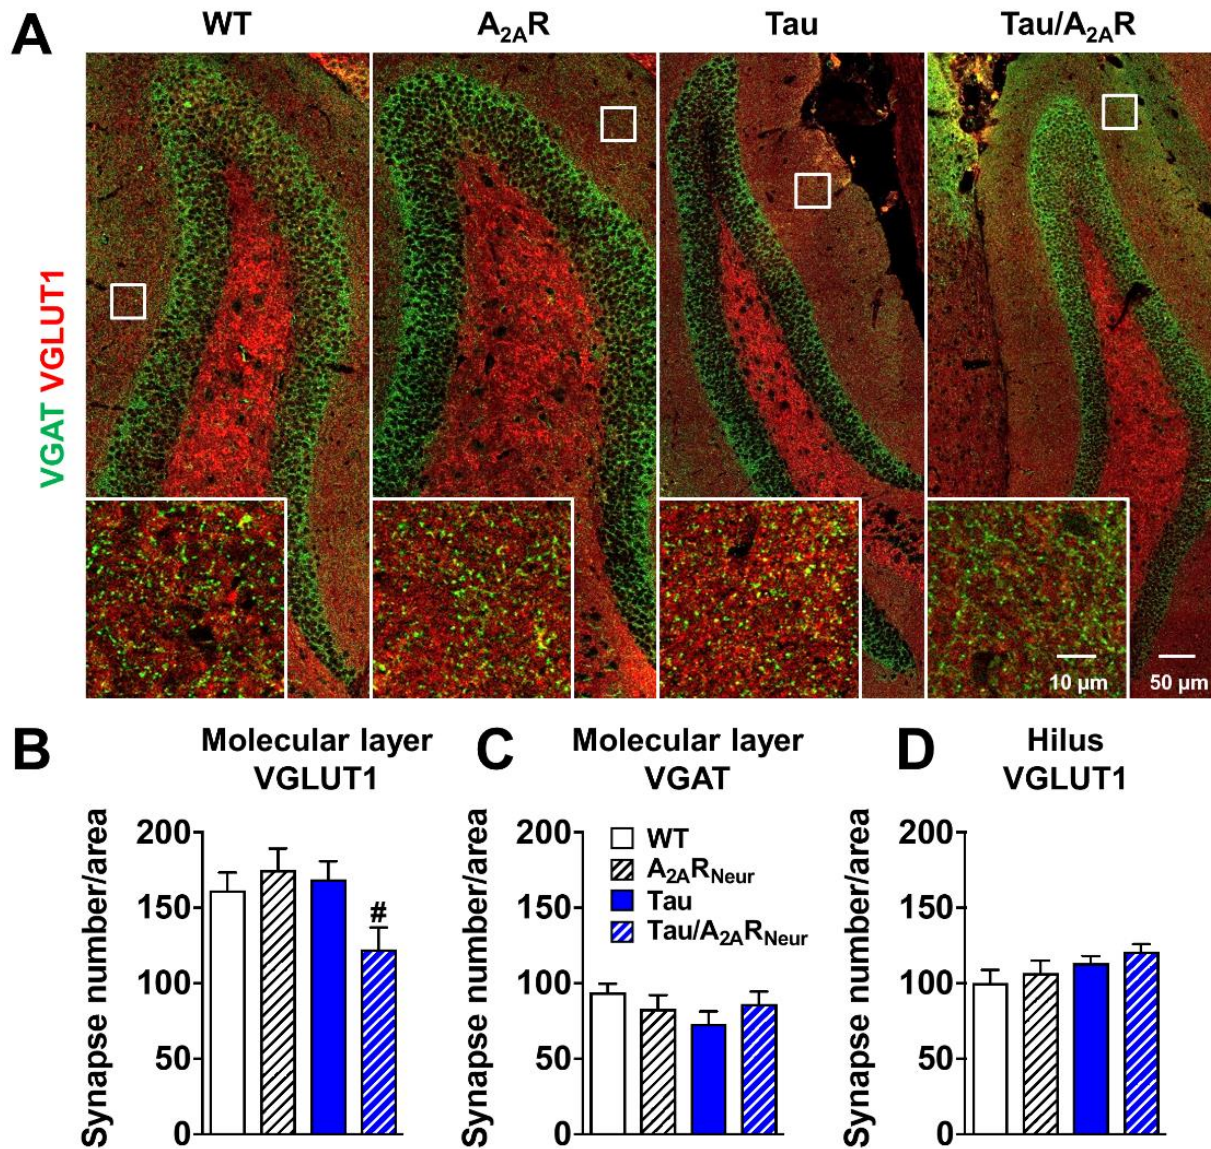 A
WT
A2AR
Tau
Tau/A2AR
VGAT VGLUT1
10 µm
50 µm
B
Molecular layer
VGLUT1
Synapse number/area
200
150
100
50
0
#
C
Molecular layer
VGAT
Synapse number/area
200
150
100
50
0
WT
A2ARNeur
Tau
Tau/A2ARNeur
D
Hilus
VGLUT1
Synapse number/area
200
150
100
50
0